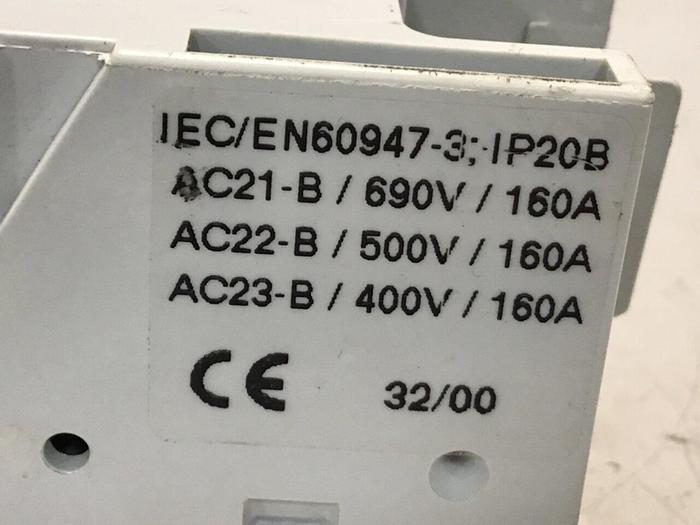 IEC/EN60947-3; IP20B
AC21-B / 690V / 160A
AC22-B / 500V / 160A
AC23-B / 400V / 160A
CE 32/00